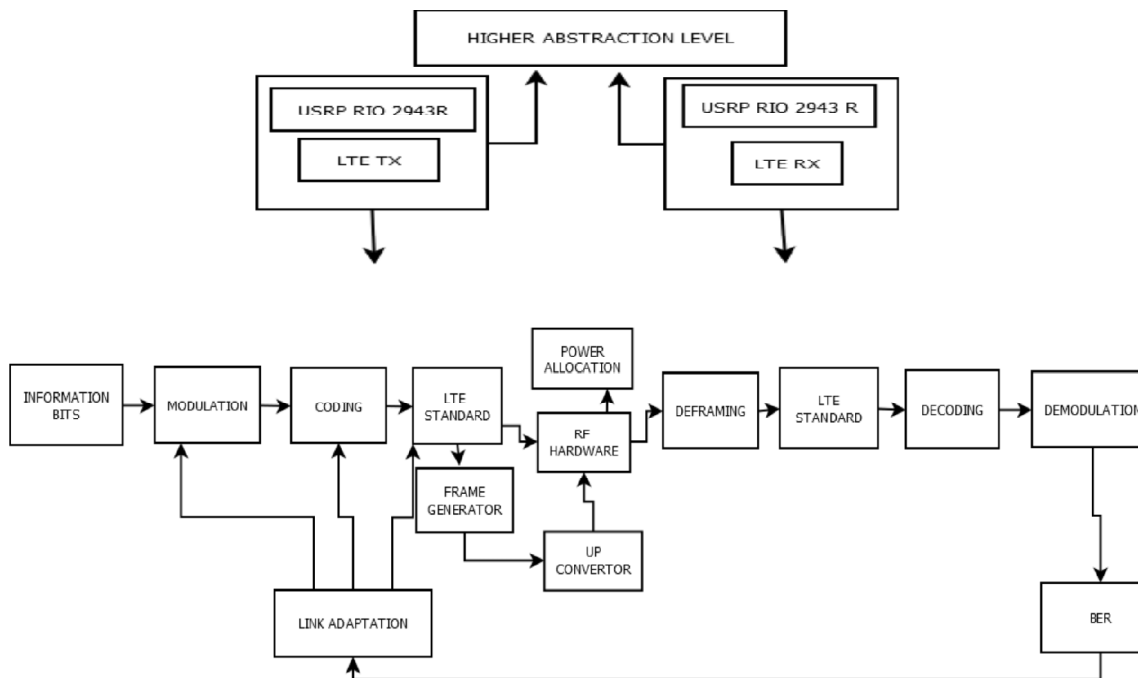 HIGHER ABSTRACTION LEVEL
USRP RIO 2943R
LTE TX
USRP RIO 2943 R
LTE RX
INFORMATION
BITS
MODULATION
CODING
LTE
STANDARD
POWER
ALLOCATION
RF
HARDWARE
FRAME
GENERATOR
UP
CONVERTOR
DEFRAMING
LTE
STANDARD
DECODING
DEMODULATION
LINK ADAPTATION
BER